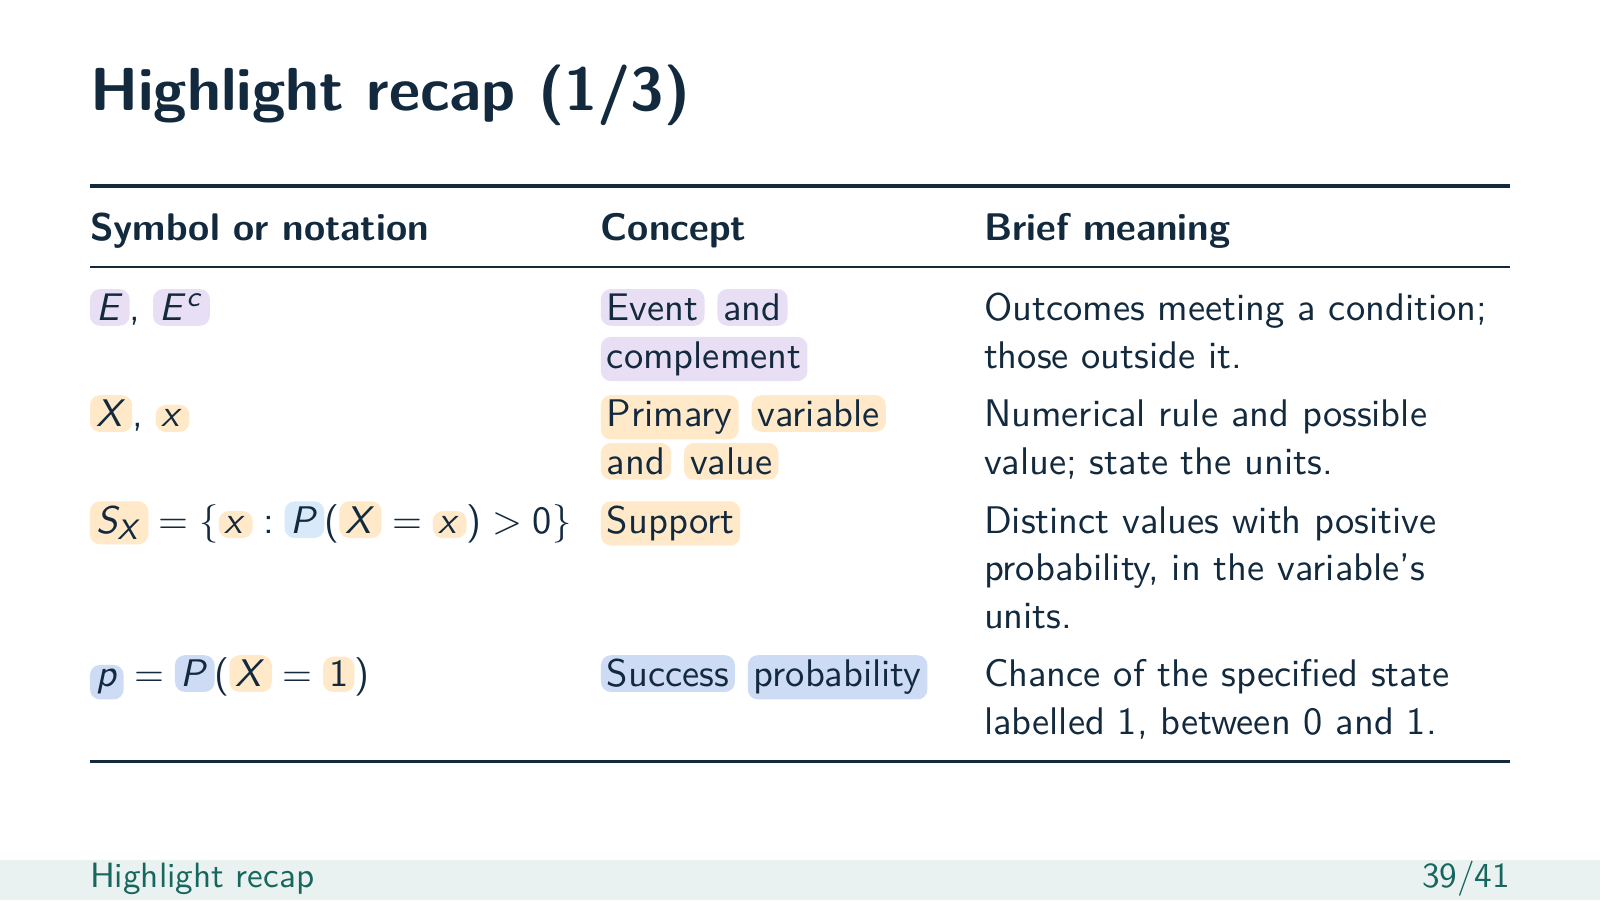 Highlight recap (1/3)
Symbol or notation Concept Brief meaning
E, Eᶜ Event and Outcomes meeting a condition;
complement those outside it.
X, x Primary variable Numerical rule and possible
and value value; state the units.
S_X = {x : P(X = x) > 0} Support Distinct values with positive
probability, in the variable's
units.
p = P(X = 1) Success probability Chance of the specified state
labelled 1, between 0 and 1.
Highlight recap 39/41